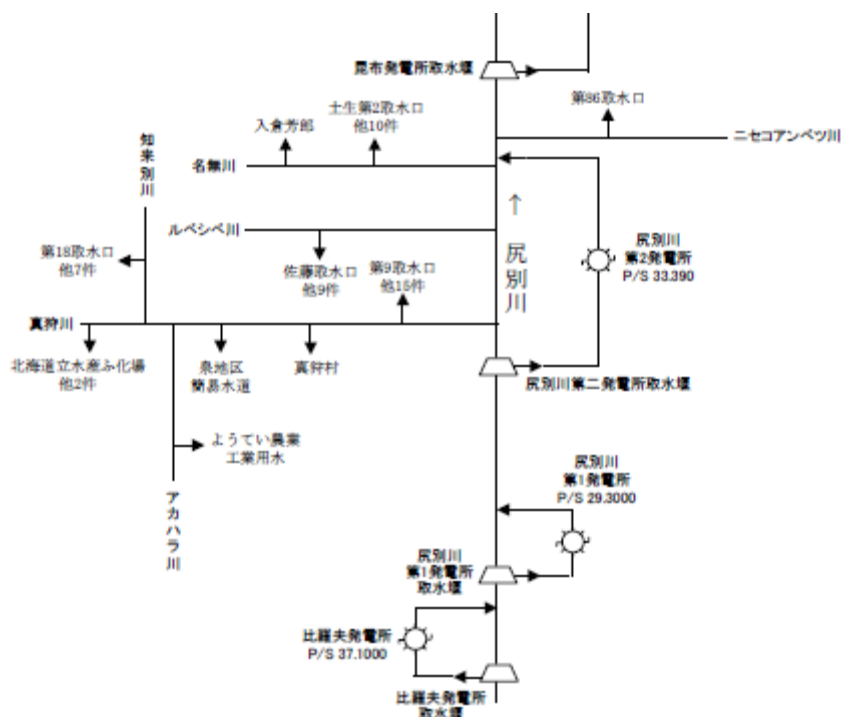 昆布発電所取水堰
第86取水口
ニセコアンベツ川
土生第2取水口
他10件
入倉芳郎
名無川
知来別川
ルベシベ川
↑尻別川
尻別川
第2発電所
P/S 33.390
第18取水口
他7件
佐藤取水口
他9件
第9取水口
他15件
真狩川
北海道立水産ふ化場
他2件
泉地区
簡易水道
真狩村
尻別川第二発電所取水堰
ようてい農業
工業用水
アカハラ川
尻別川
第1発電所
P/S 29.3000
尻別川
第1発電所
取水堰
比羅夫発電所
P/S 37.1000
比羅夫発電所
取水堰